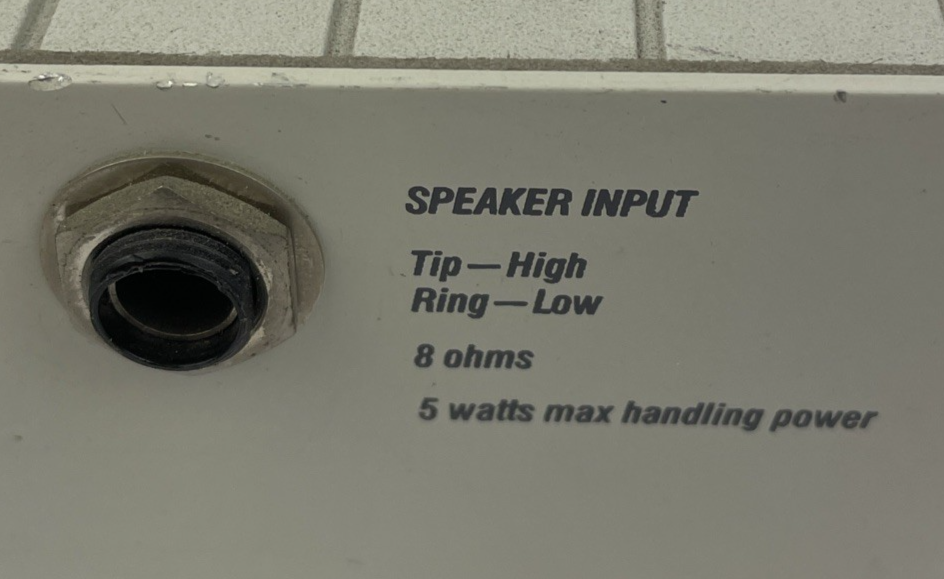 SPEAKER INPUT
Tip—High
Ring—Low
8 ohms
5 watts max handling power